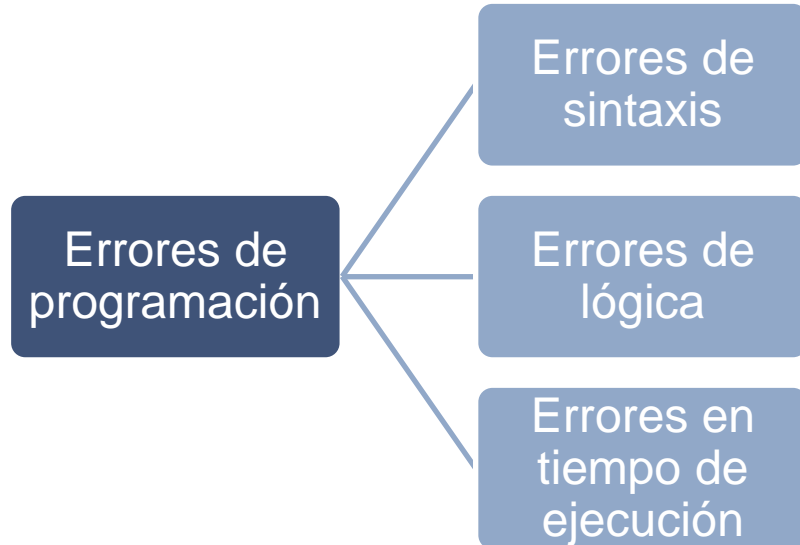 Errores de
programación
Errores de
sintaxis
Errores de
lógica
Errores en
tiempo de
ejecución